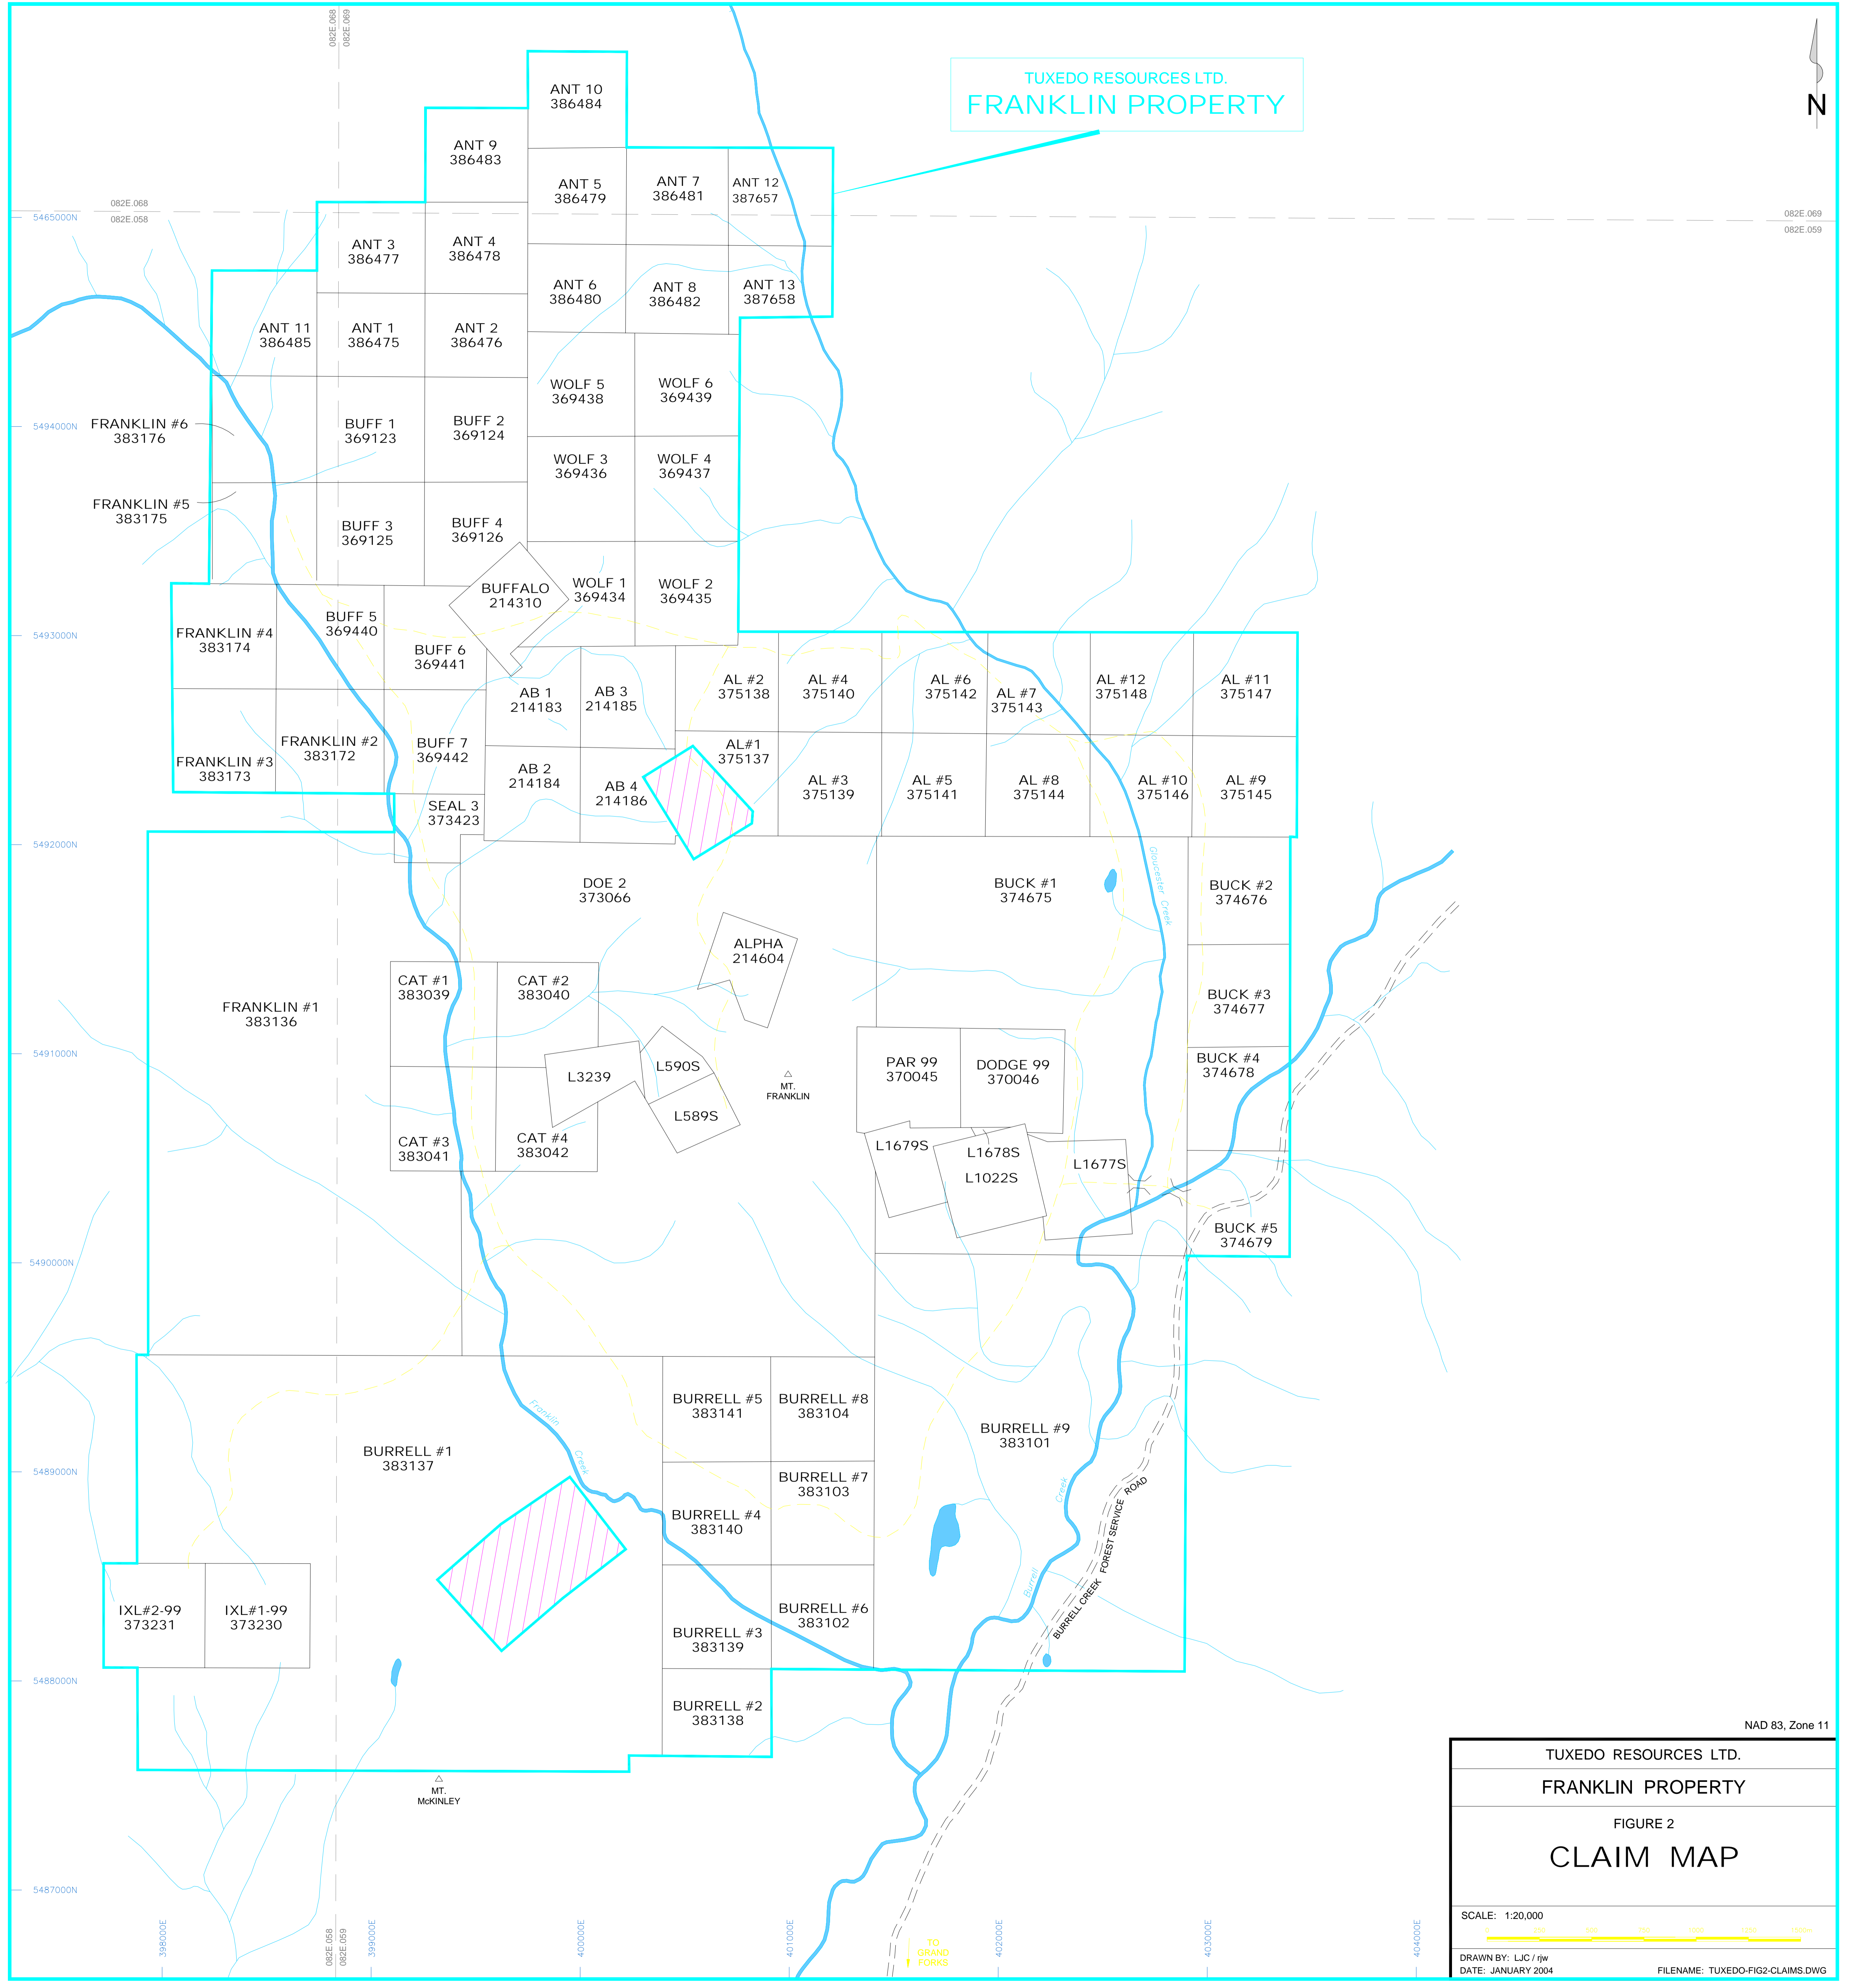 082E.068
082E.069
TUXEDO RESOURCES LTD.
FRANKLIN PROPERTY
N
ANT 10
386484
ANT 9
386483
ANT 5
386479
ANT 7
386481
ANT 12
387657
082E.068
082E.058
5465000N
082E.069
082E.059
ANT 3
386477
ANT 4
386478
ANT 6
386480
ANT 8
386482
ANT 13
387658
ANT 11
386485
ANT 1
386475
ANT 2
386476
WOLF 5
369438
WOLF 6
369439
5494000N
FRANKLIN #6
383176
BUFF 1
369123
BUFF 2
369124
WOLF 3
369436
WOLF 4
369437
FRANKLIN #5
383175
BUFF 3
369125
BUFF 4
369126
BUFFALO
214310
WOLF 1
369434
WOLF 2
369435
5493000N
FRANKLIN #4
383174
BUFF 5
369440
BUFF 6
369441
AB 1
214183
AB 3
214185
AL #2
375138
AL #4
375140
AL #6
375142
AL #7
375143
AL #12
375148
AL #11
375147
FRANKLIN #3
383173
FRANKLIN #2
383172
BUFF 7
369442
AB 2
214184
AB 4
214186
AL#1
375137
AL #3
375139
AL #5
375141
AL #8
375144
AL #10
375146
AL #9
375145
SEAL 3
373423
5492000N
DOE 2
373066
BUCK #1
374675
Gloucester Creek
BUCK #2
374676
ALPHA
214604
CAT #1
383039
CAT #2
383040
FRANKLIN #1
383136
BUCK #3
374677
5491000N
L3239
L590S
L589S
MT.
FRANKLIN
PAR 99
370045
DODGE 99
370046
BUCK #4
374678
CAT #3
383041
CAT #4
383042
L1679S
L1678S
L1022S
L1677S
BUCK #5
374679
5490000N
BURRELL #5
383141
BURRELL #8
383104
Franklin
Creek
BURRELL #1
383137
BURRELL #9
383101
5489000N
BURRELL #7
383103
BURRELL #4
383140
Creek
Burrell
BURRELL CREEK FOREST SERVICE ROAD
IXL#2-99
373231
IXL#1-99
373230
BURRELL #6
383102
BURRELL #3
383139
5488000N
BURRELL #2
383138
MT.
McKINLEY
5487000N
398000E
082E.058
082E.059
399000E
400000E
401000E
TO
GRAND
FORKS
402000E
403000E
404000E
NAD 83, Zone 11
TUXEDO RESOURCES LTD.
FRANKLIN PROPERTY
FIGURE 2
CLAIM MAP
SCALE: 1:20,000
DRAWN BY: LJC / rjw
DATE: JANUARY 2004
FILENAME: TUXEDO-FIG2-CLAIMS.DWG